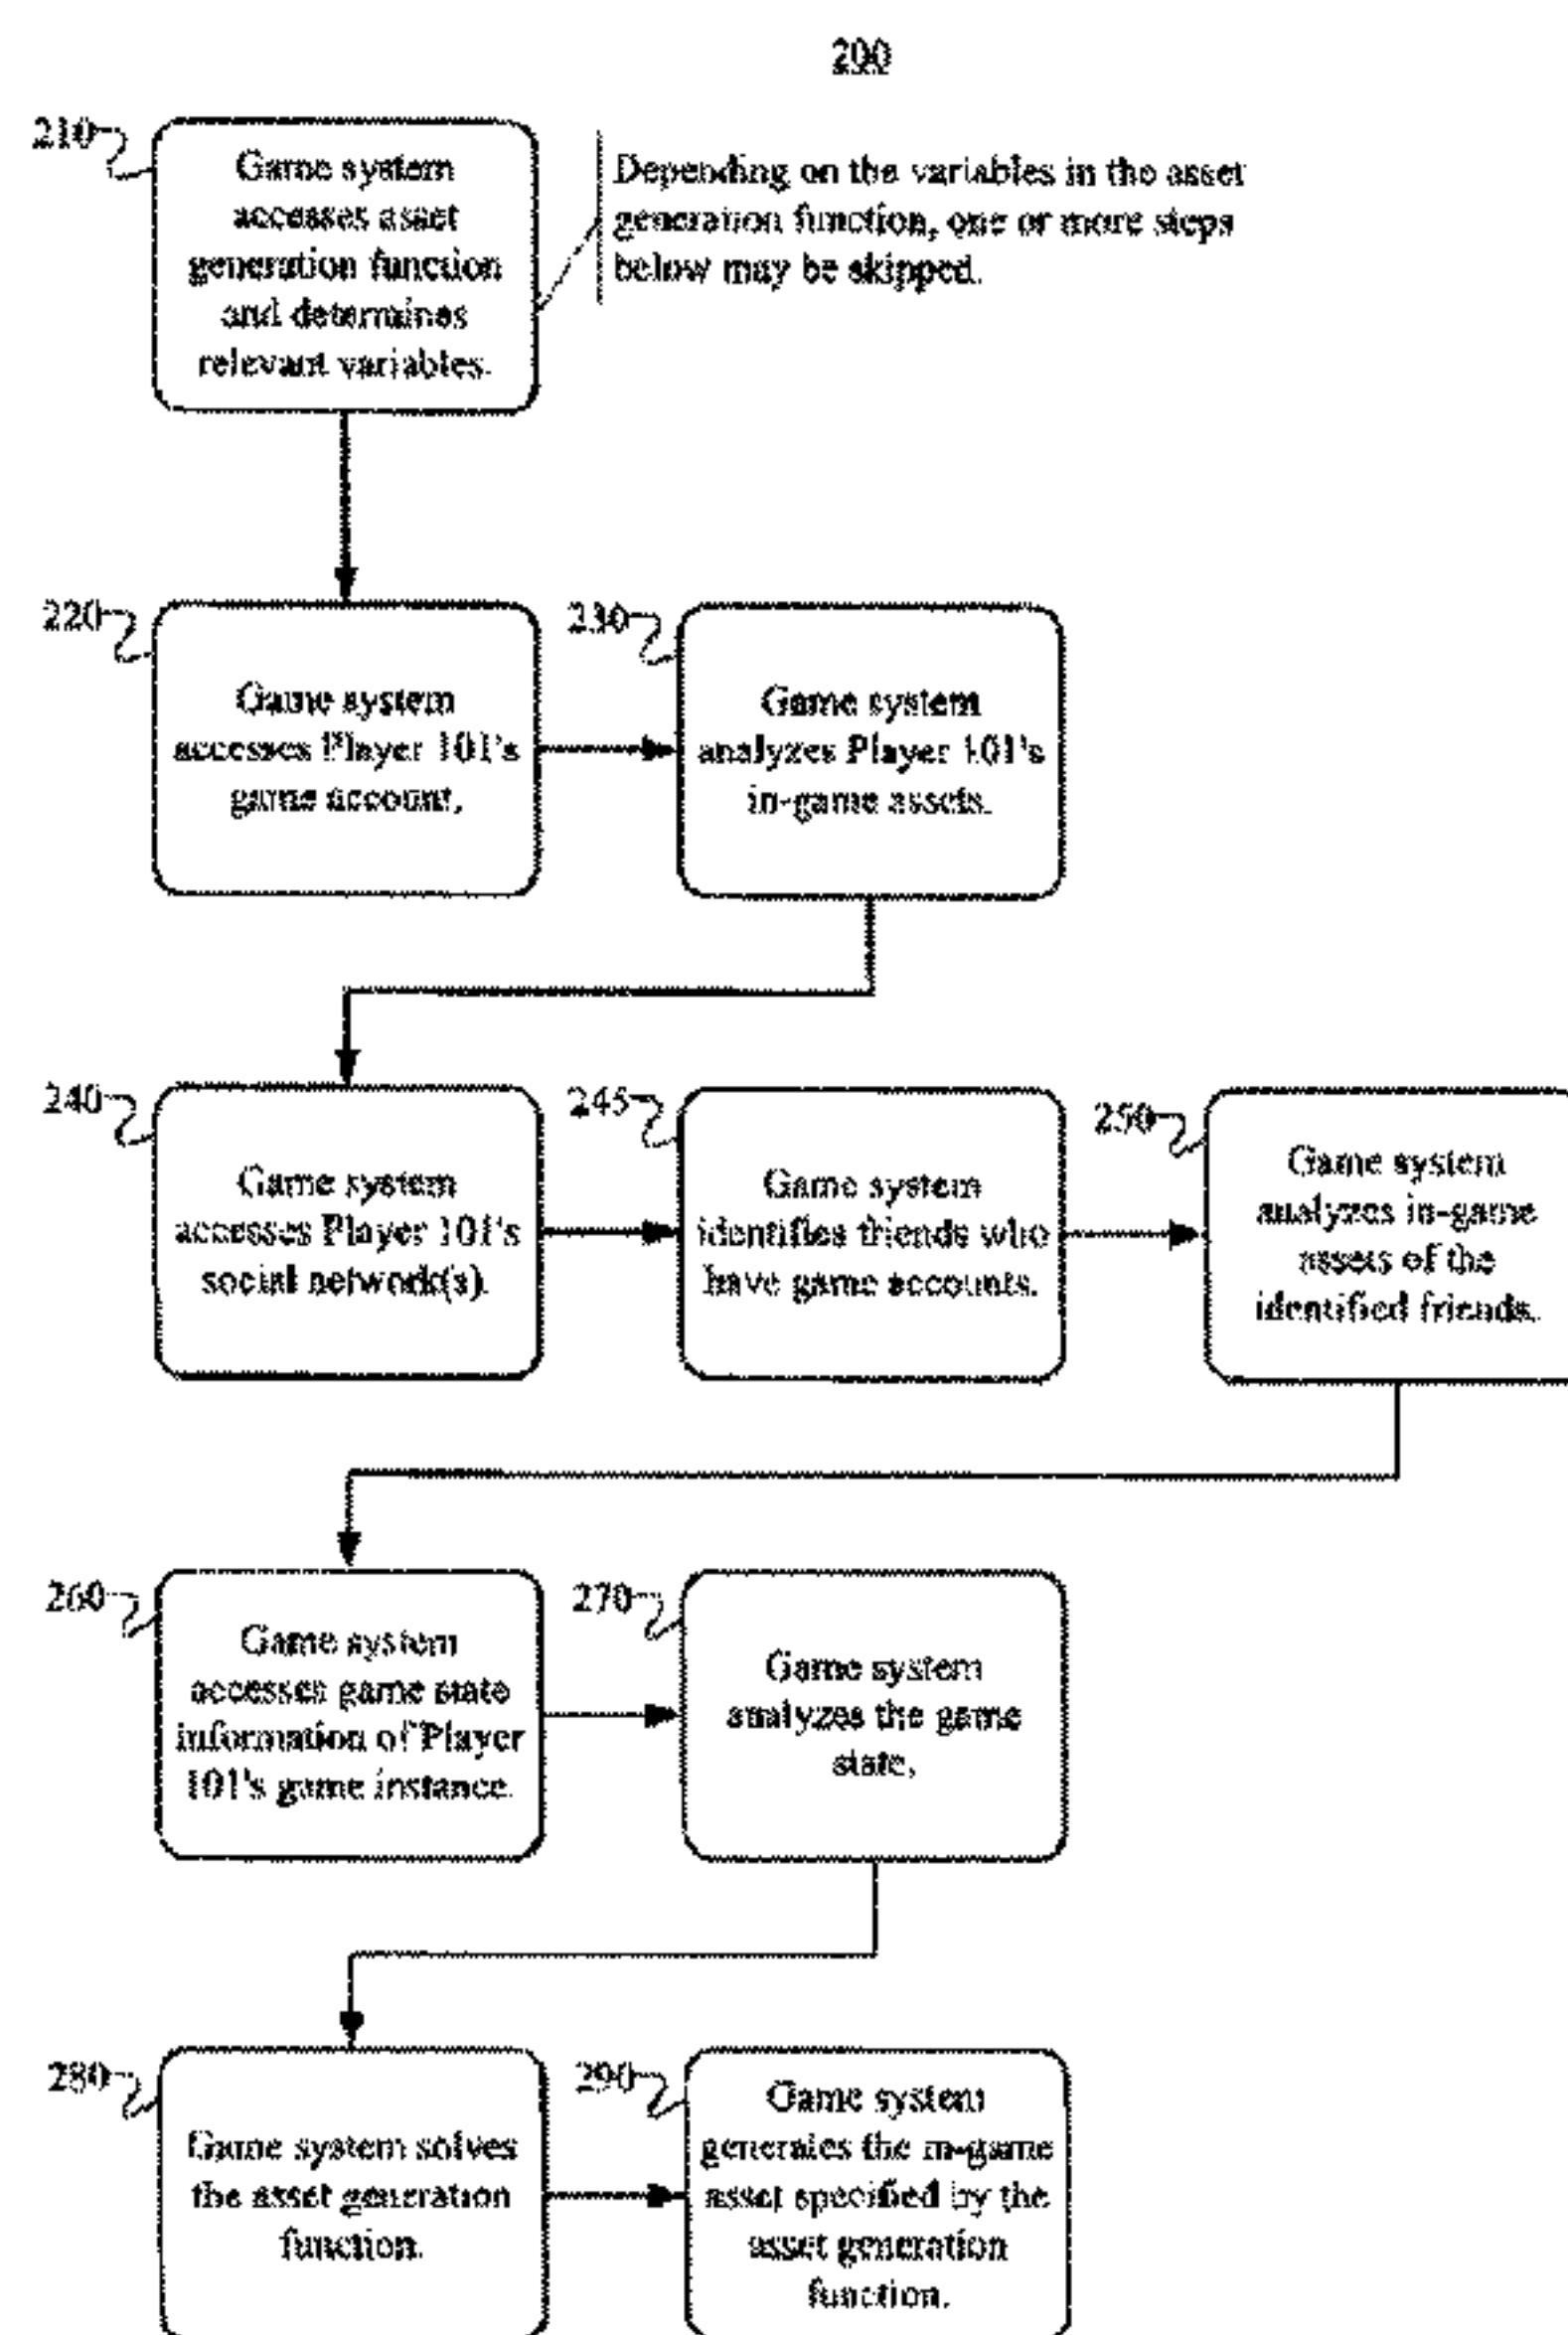 200
210
Game system
accesses asset
generation function
and determines
relevant variables.
Depending on the variables in the asset
generation function, one or more steps
below may be skipped.
220
Game system
accesses Player 101's
game account.
230
Game system
analyzes Player 101's
in-game assets.
240
Game system
accesses Player 101's
social network(s).
245
Game system
identifies friends who
have game accounts.
250
Game system
analyzes in-game
assets of the
identified friends.
260
Game system
accesses game state
information of Player
101's game instance.
270
Game system
analyzes the game
state.
280
Game system solves
the asset generation
function.
290
Game system
generates the in-game
asset specified by the
asset generation
function.